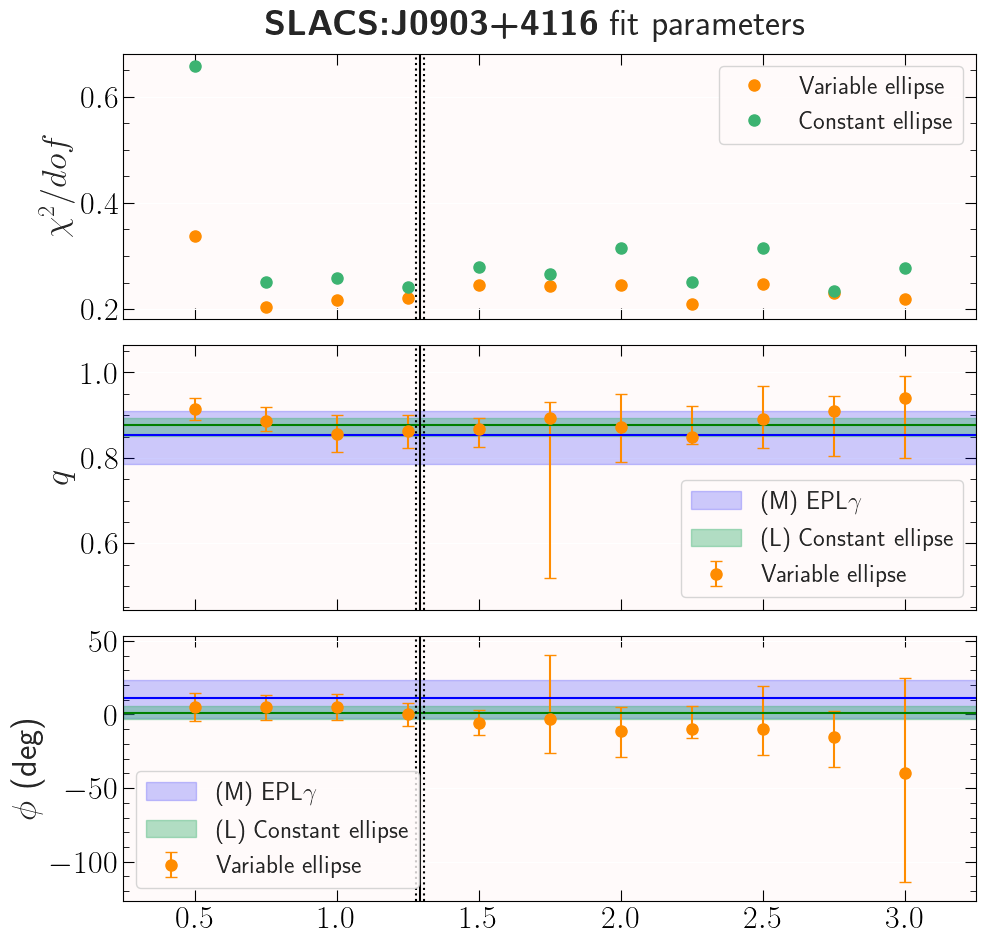 SLACS:J0903+4116 fit parameters
χ²/dof
0.6
0.4
0.2
Variable ellipse
Constant ellipse
q
1.0
0.8
0.6
(M) EPLγ
(L) Constant ellipse
Variable ellipse
ϕ (deg)
50
0
−50
−100
(M) EPLγ
(L) Constant ellipse
Variable ellipse
0.5 1.0 1.5 2.0 2.5 3.0